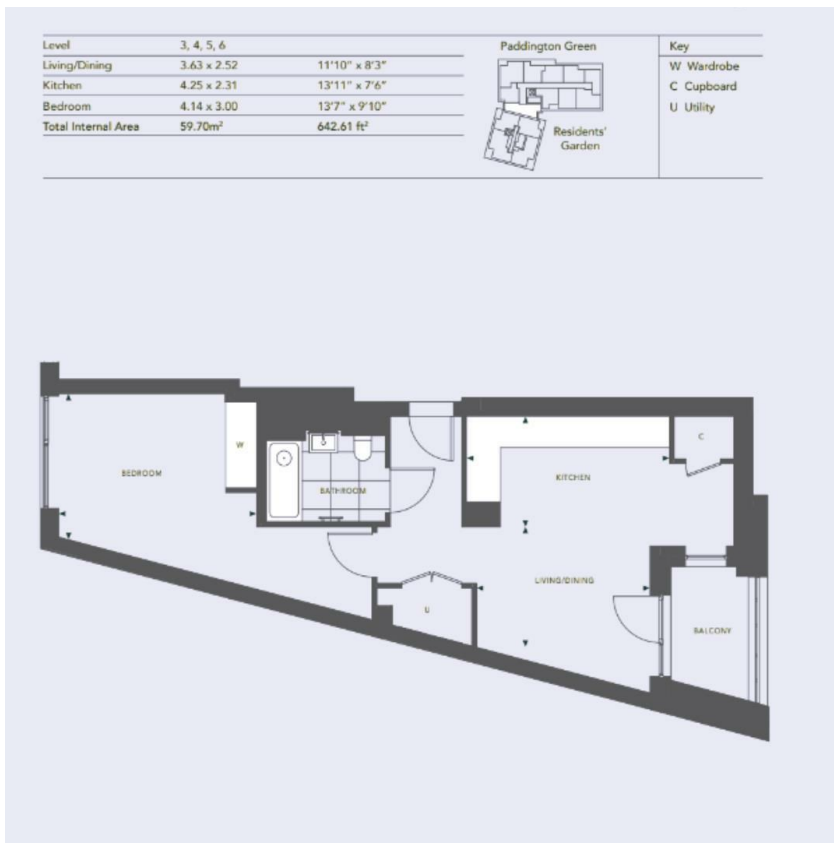 Level 3, 4, 5, 6
Living/Dining 3.63 x 2.52 11'10" x 8'3"
Kitchen 4.25 x 2.31 13'11" x 7'6"
Bedroom 4.14 x 3.00 13'7" x 9'10"
Total Internal Area 59.70m² 642.61 ft²
Paddington Green
Residents'
Garden
Key
W Wardrobe
C Cupboard
U Utility
C
W
BEDROOM
KITCHEN
BATHROOM
LIVING/DINING
U
BALCONY